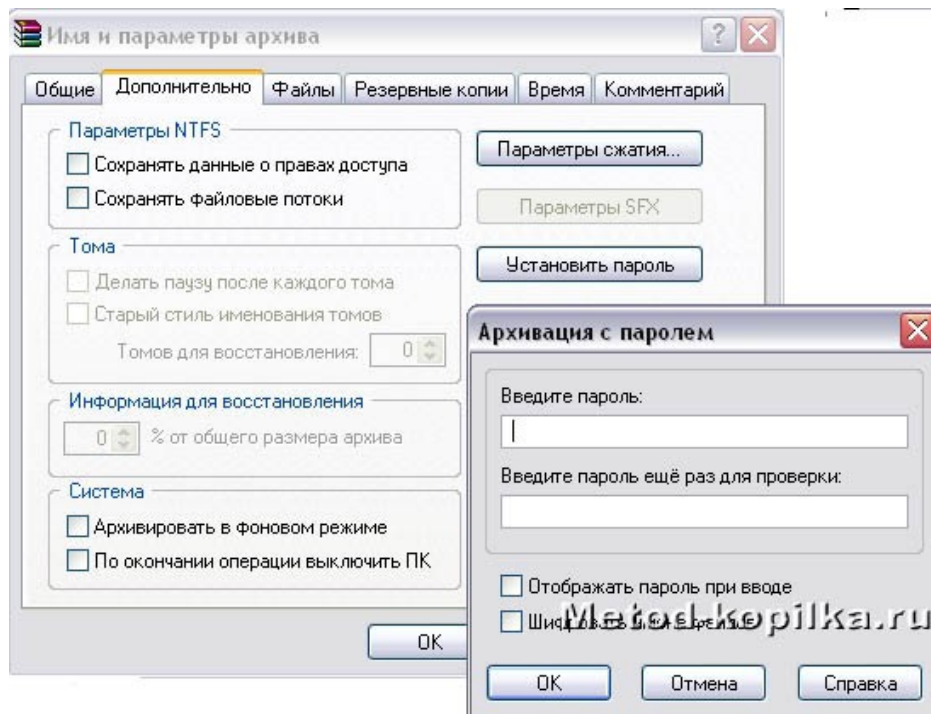 Имя и параметры архива
Общие Дополнительно Файлы Резервные копии Время Комментарий
Параметры NTFS
Сохранять данные о правах доступа
Сохранять файловые потоки
Параметры сжатия...
Параметры SFX
Установить пароль
Тома
Делать паузу после каждого тома
Старый стиль именования томов
Томов для восстановления: 0
Информация для восстановления
0 % от общего размера архива
Система
Архивировать в фоновом режиме
По окончании операции выключить ПК
OK
Архивация с паролем
Введите пароль:
Введите пароль ещё раз для проверки:
Отображать пароль при вводе
Metod-kopilka.ru
OK Отмена Справка